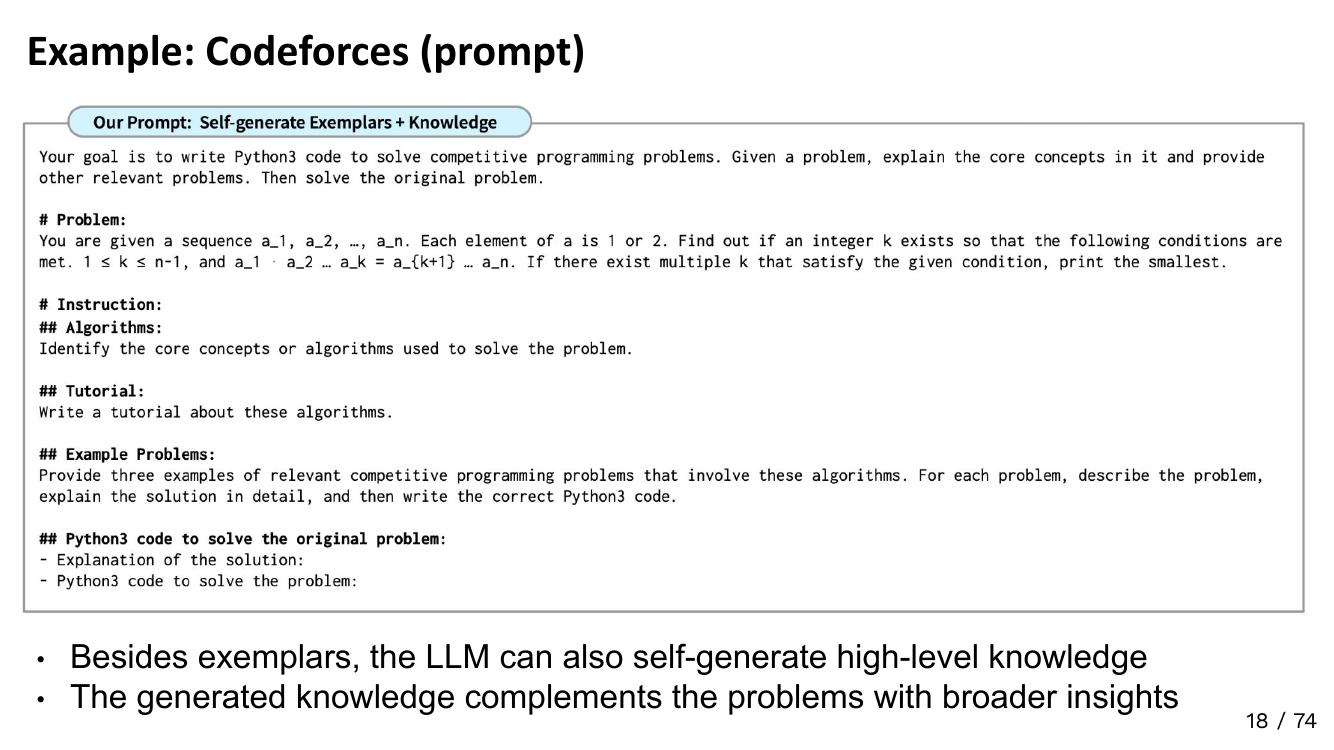 Example: Codeforces (prompt)
Our Prompt: Self-generate Exemplars + Knowledge
Your goal is to write Python3 code to solve competitive programming problems. Given a problem, explain the core concepts in it and provide
other relevant problems. Then solve the original problem.
# Problem:
You are given a sequence a_1, a_2, …, a_n. Each element of a is 1 or 2. Find out if an integer k exists so that the following conditions are
met. 1 ≤ k ≤ n-1, and a_1 · a_2 … a_k = a_{k+1} … a_n. If there exist multiple k that satisfy the given condition, print the smallest.
# Instruction:
## Algorithms:
Identify the core concepts or algorithms used to solve the problem.
## Tutorial:
Write a tutorial about these algorithms.
## Example Problems:
Provide three examples of relevant competitive programming problems that involve these algorithms. For each problem, describe the problem,
explain the solution in detail, and then write the correct Python3 code.
## Python3 code to solve the original problem:
- Explanation of the solution:
- Python3 code to solve the problem:
• Besides exemplars, the LLM can also self-generate high-level knowledge
• The generated knowledge complements the problems with broader insights
18 / 74